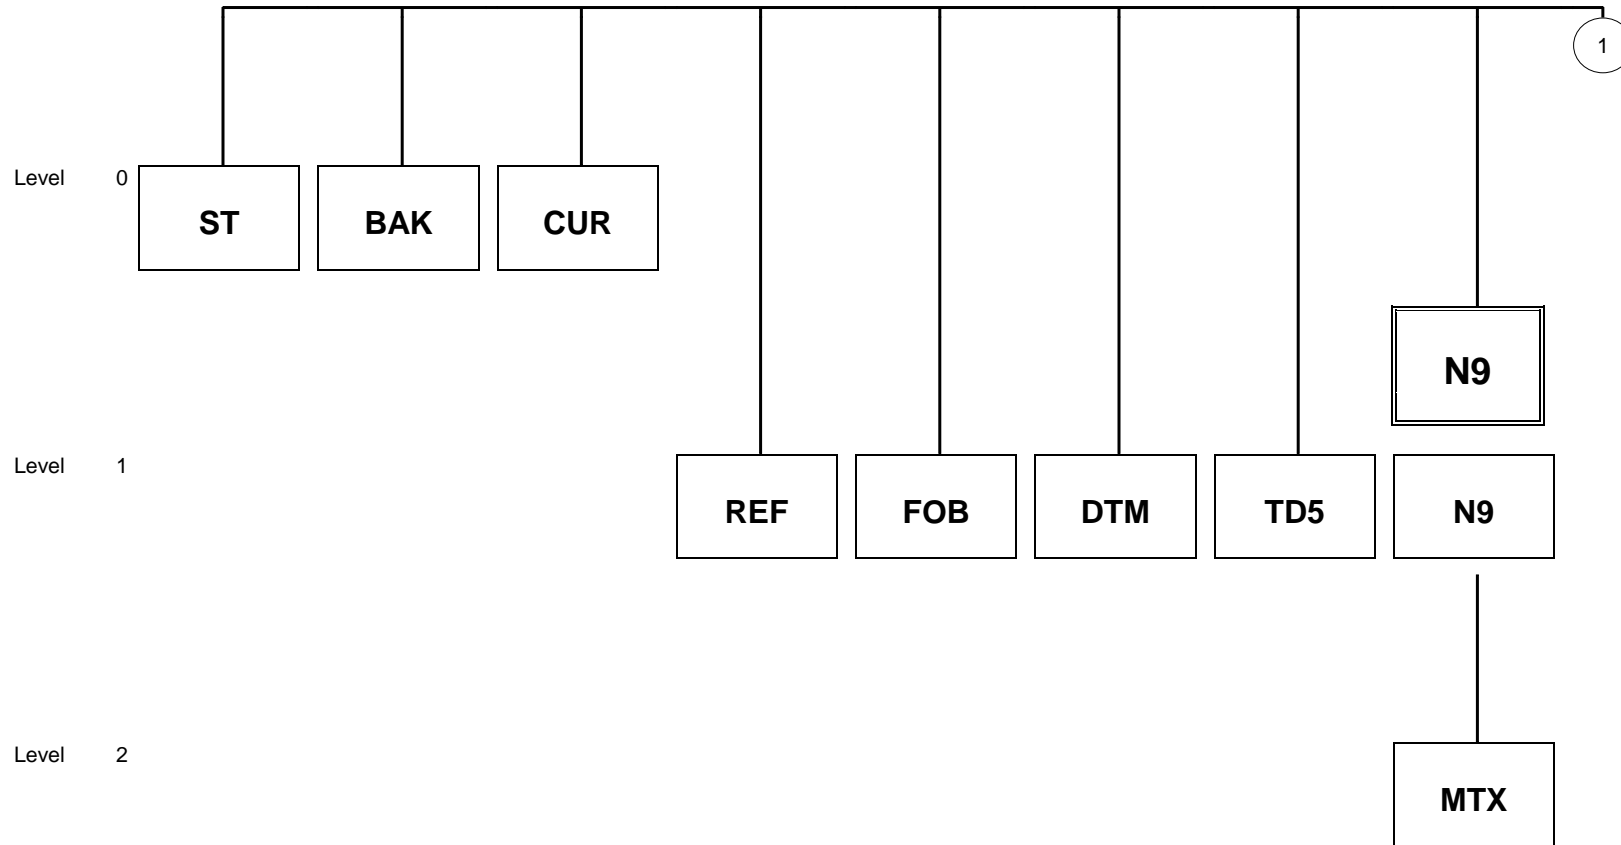 1
Level 0
ST BAK CUR
N9
Level 1
REF FOB DTM TD5 N9
Level 2
MTX